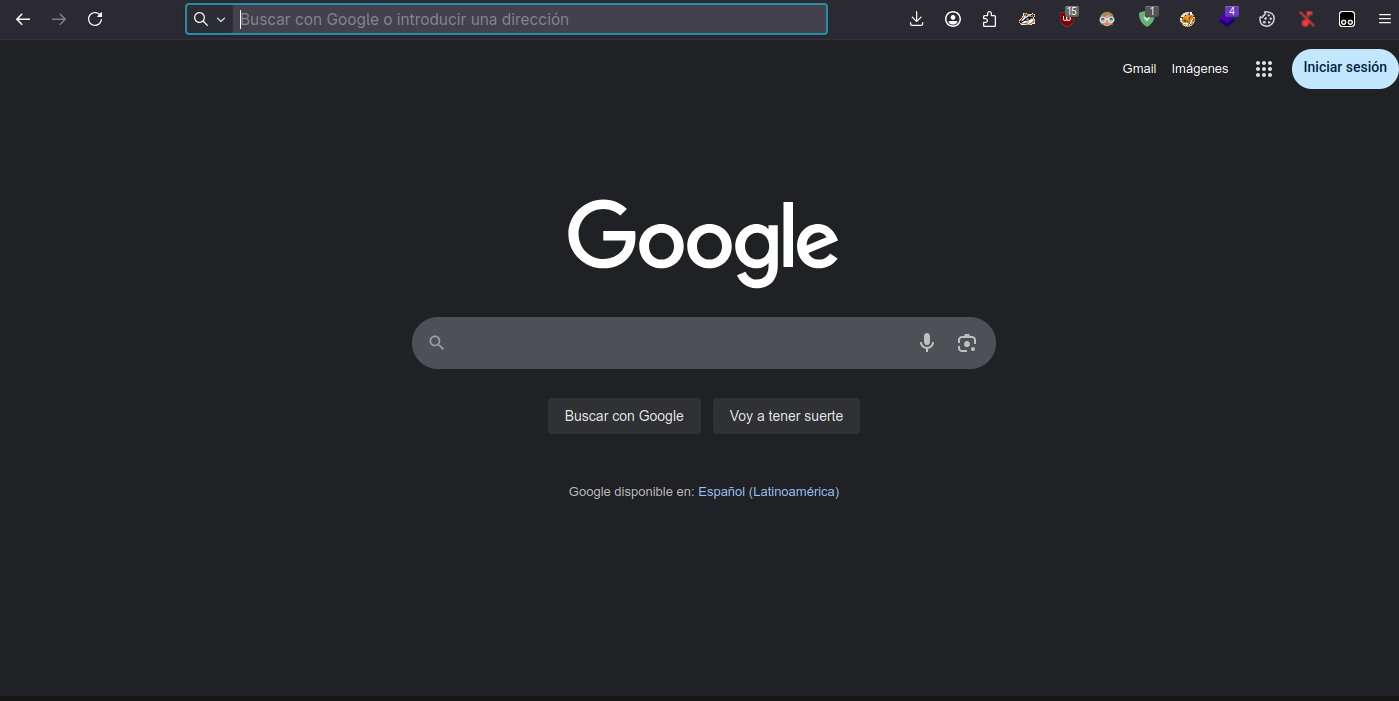 Buscar con Google o introducir una dirección
15
1
4
Gmail Imágenes Iniciar sesión
Google
Buscar con Google Voy a tener suerte
Google disponible en: Español (Latinoamérica)